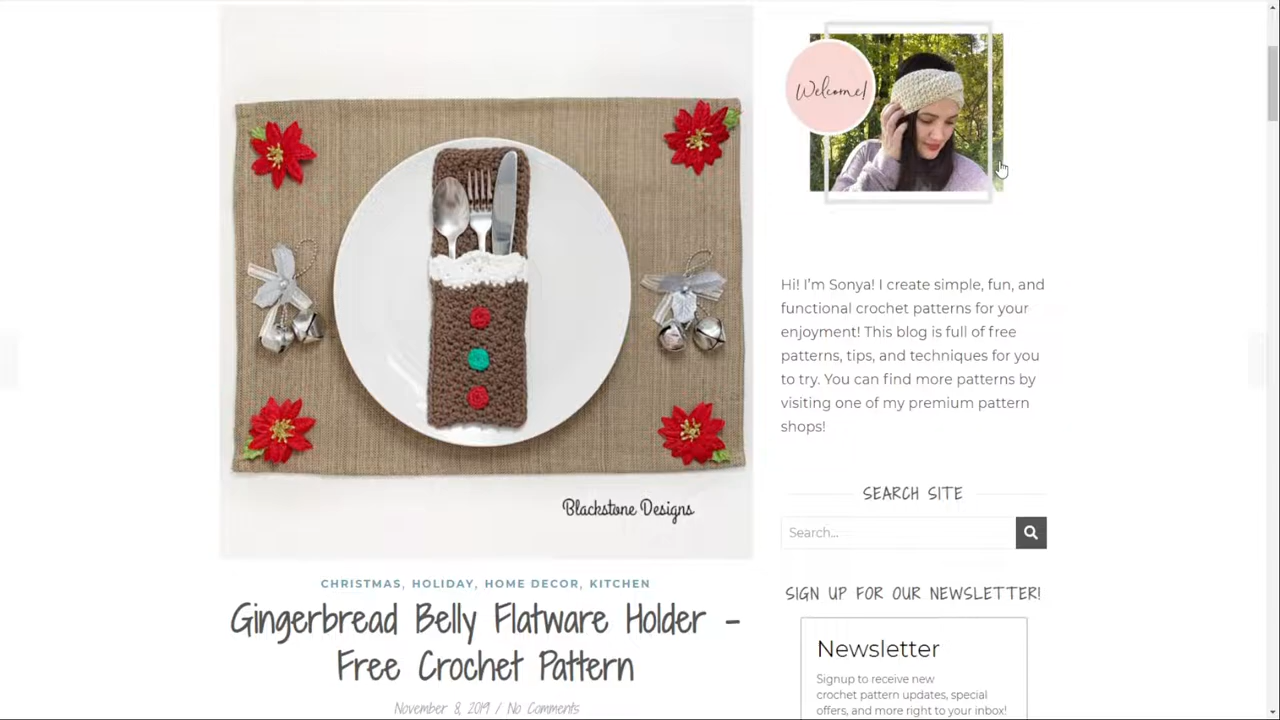 Blackstone Designs
CHRISTMAS, HOLIDAY, HOME DECOR, KITCHEN
Gingerbread Belly Flatware Holder –
Free Crochet Pattern
November 8, 2019 / No Comments
Welcome!
Hi! I'm Sonya! I create simple, fun, and
functional crochet patterns for your
enjoyment! This blog is full of free
patterns, tips, and techniques for you
to try. You can find more patterns by
visiting one of my premium pattern
shops!
SEARCH SITE
Search...
SIGN UP FOR OUR NEWSLETTER!
Newsletter
Signup to receive new
crochet pattern updates, special
offers, and more right to your inbox!